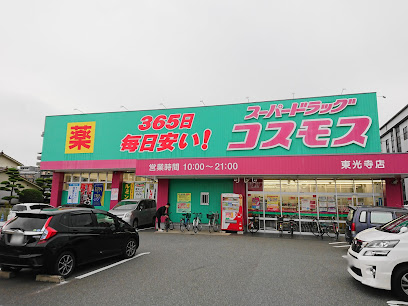 薬
365日
毎日安い!
スーパードラッグ
コスモス
営業時間 10:00~21:00
東光寺店